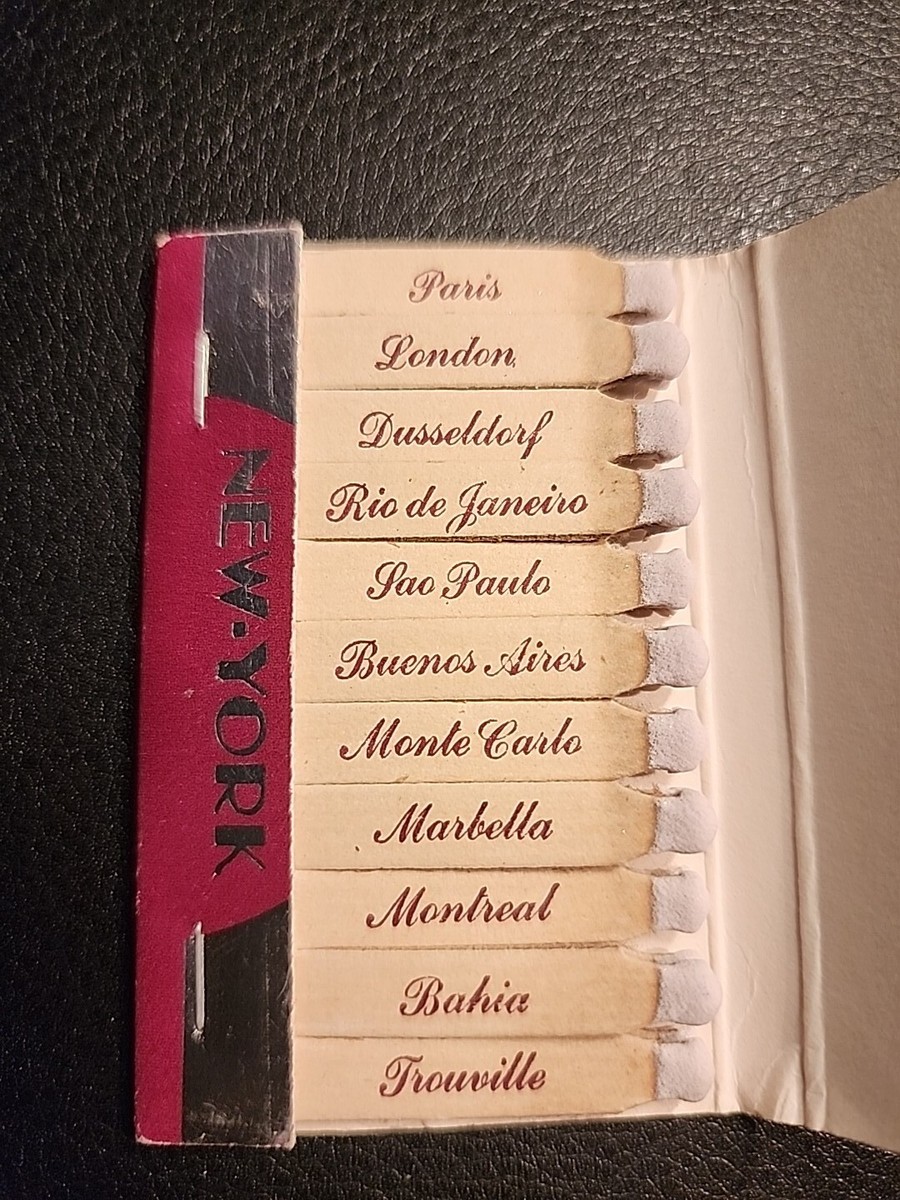 NEW-YORK
Paris
London
Dusseldorf
Rio de Janeiro
Sao Paulo
Buenos Aires
Monte Carlo
Marbella
Montreal
Bahia
Trouville